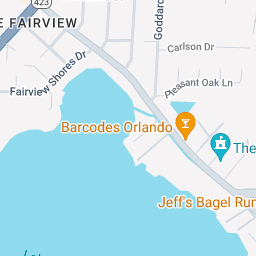 423
Goddard
E FAIRVIEW
Carlson Dr
Fairview Shores Dr
Pleasant Oak Ln
Barcodes Orlando
The
Jeff's Bagel Run